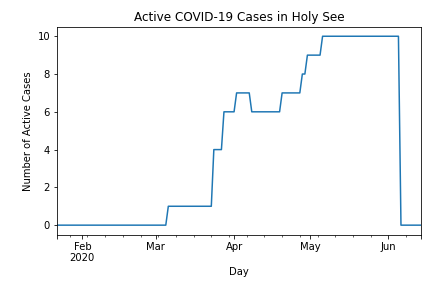 Active COVID-19 Cases in Holy See
10
8
6
4
2
0
Number of Active Cases
Feb Mar Apr May Jun
2020
Day